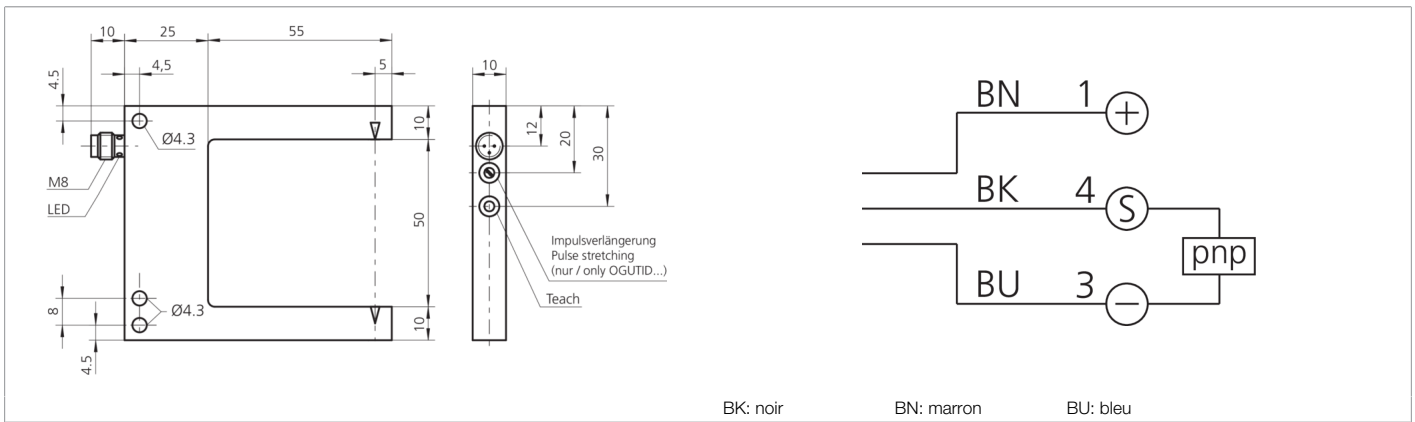 10 25 55
4,5 5 10
4.5
Ø4.3
10
12
20
30
M8
LED
50
Impulsverlängerung
Pulse stretching
(nur / only OGUTID...)
Teach
8
Ø4.3
10
4.5
BN 1 +
BK 4 S
pnp
BU 3 −
BK: noir BN: marron BU: bleu